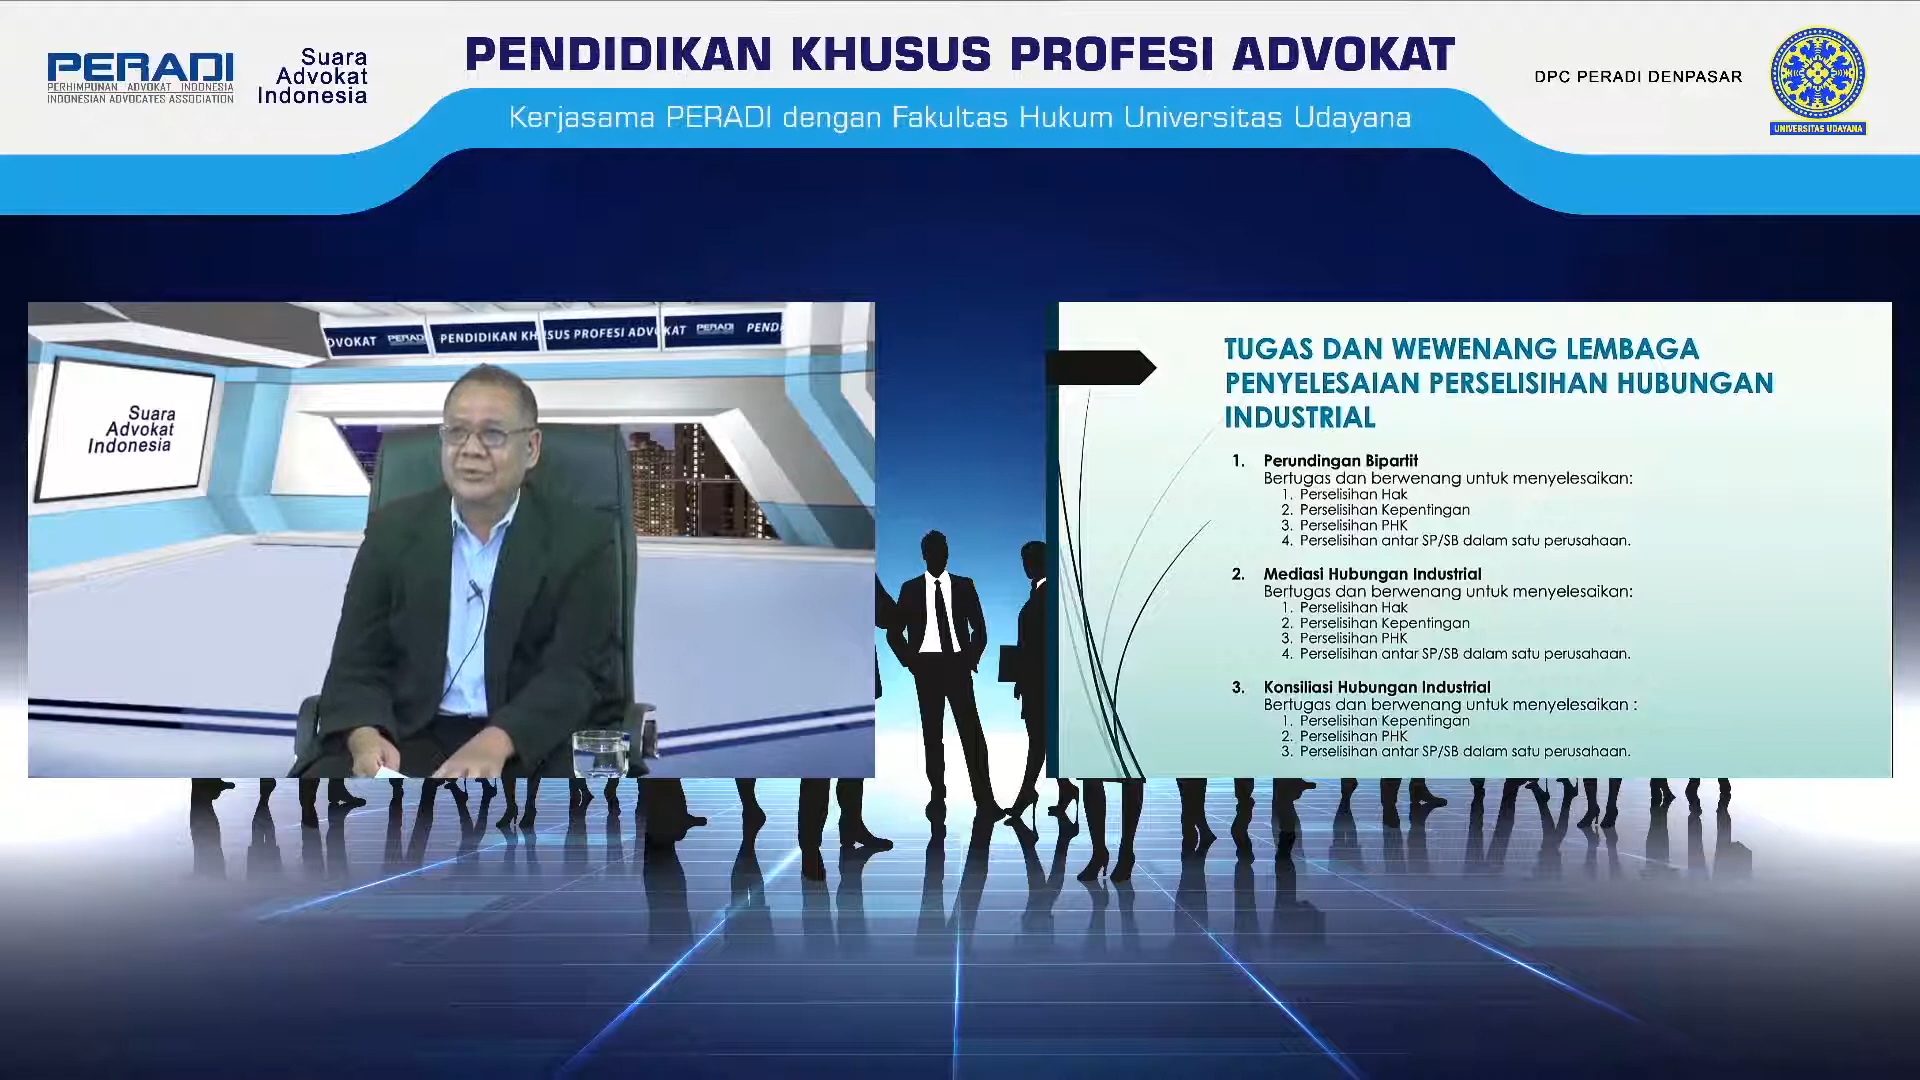 PERADI
PERHIMPUNAN ADVOKAT INDONESIA
INDONESIAN ADVOCATES ASSOCIATION
Suara
Advokat
Indonesia
PENDIDIKAN KHUSUS PROFESI ADVOKAT
Kerjasama PERADI dengan Fakultas Hukum Universitas Udayana
DPC PERADI DENPASAR
UNIVERSITAS UDAYANA
DVOKAT PERADI PENDIDIKAN KHUSUS PROFESI ADVOKAT PERADI PENDI
Suara
Advokat
Indonesia
TUGAS DAN WEWENANG LEMBAGA
PENYELESAIAN PERSELISIHAN HUBUNGAN
INDUSTRIAL
1. Perundingan Bipartit
Bertugas dan berwenang untuk menyelesaikan:
1. Perselisihan Hak
2. Perselisihan Kepentingan
3. Perselisihan PHK
4. Perselisihan antar SP/SB dalam satu perusahaan.
2. Mediasi Hubungan Industrial
Bertugas dan berwenang untuk menyelesaikan:
1. Perselisihan Hak
2. Perselisihan Kepentingan
3. Perselisihan PHK
4. Perselisihan antar SP/SB dalam satu perusahaan.
3. Konsiliasi Hubungan Industrial
Bertugas dan berwenang untuk menyelesaikan :
1. Perselisihan Kepentingan
2. Perselisihan PHK
3. Perselisihan antar SP/SB dalam satu perusahaan.